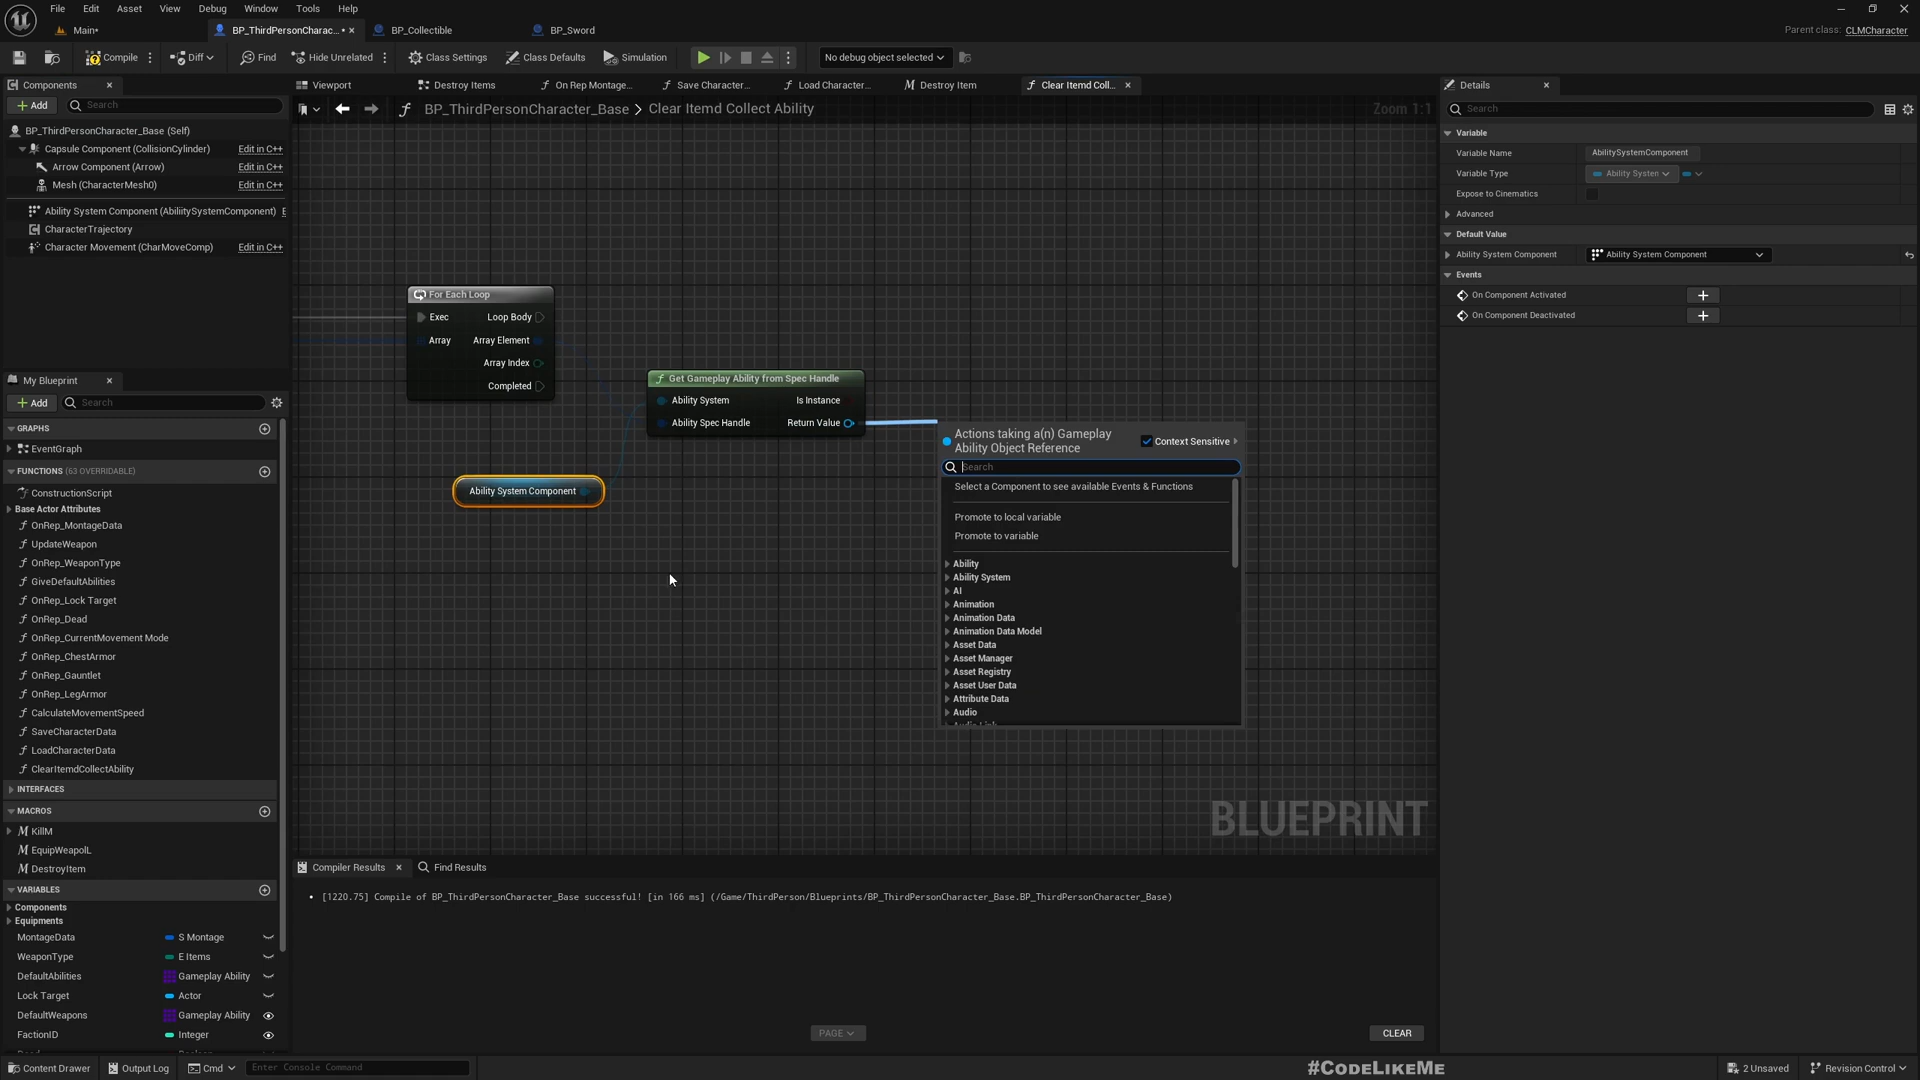 File Edit Asset View Debug Window Tools Help
Main•
BP_ThirdPersonCharac... •
BP_Collectible
BP_Sword
Parent class: CLMCharacter
Compile
Diff
Find
Hide Unrelated
Class Settings
Class Defaults
Simulation
No debug object selected
Components
Add
Search
BP_ThirdPersonCharacter_Base (Self)
Capsule Component (CollisionCylinder) Edit in C++
Arrow Component (Arrow) Edit in C++
Mesh (CharacterMesh0) Edit in C++
Ability System Component (AbilitySystemComponent) E
CharacterTrajectory
Character Movement (CharMoveComp) Edit in C++
My Blueprint
Add
Search
GRAPHS
EventGraph
FUNCTIONS (63 OVERRIDABLE)
ConstructionScript
Base Actor Attributes
OnRep_MontageData
UpdateWeapon
OnRep_WeaponType
GiveDefaultAbilities
OnRep_Lock Target
OnRep_Dead
OnRep_CurrentMovement Mode
OnRep_ChestArmor
OnRep_Gauntlet
OnRep_LegArmor
CalculateMovementSpeed
SaveCharacterData
LoadCharacterData
ClearItemdCollectAbility
INTERFACES
MACROS
KillM
EquipWeapolL
DestroyItem
VARIABLES
Components
Equipments
MontageData S Montage
WeaponType E Items
DefaultAbilities Gameplay Ability
Lock Target Actor
DefaultWeapons Gameplay Ability
FactionID Integer
Viewport
Destroy Items
On Rep Montage...
Save Character...
Load Character...
Destroy Item
Clear Itemd Coll...
BP_ThirdPersonCharacter_Base > Clear Itemd Collect Ability
Zoom 1:1
For Each Loop
Exec Loop Body
Array Array Element
Array Index
Completed
Get Gameplay Ability from Spec Handle
Ability System Is Instance
Ability Spec Handle Return Value
Ability System Component
Actions taking a(n) Gameplay
Ability Object Reference
Context Sensitive
Search
Select a Component to see available Events & Functions
Promote to local variable
Promote to variable
Ability
Ability System
AI
Animation
Animation Data
Animation Data Model
Asset Data
Asset Manager
Asset Registry
Asset User Data
Attribute Data
Audio
Audio Link
BLUEPRINT
Compiler Results
Find Results
• [1220.75] Compile of BP_ThirdPersonCharacter_Base successful! [in 166 ms] (/Game/ThirdPerson/Blueprints/BP_ThirdPersonCharacter_Base.BP_ThirdPersonCharacter_Base)
PAGE
CLEAR
Details
Search
Variable
Variable Name AbilitySystemComponent
Variable Type Ability System
Expose to Cinematics
Advanced
Default Value
Ability System Component Ability System Component
Events
On Component Activated
On Component Deactivated
Content Drawer
Output Log
Cmd
Enter Console Command
#CodeLikeMe
2 Unsaved
Revision Control